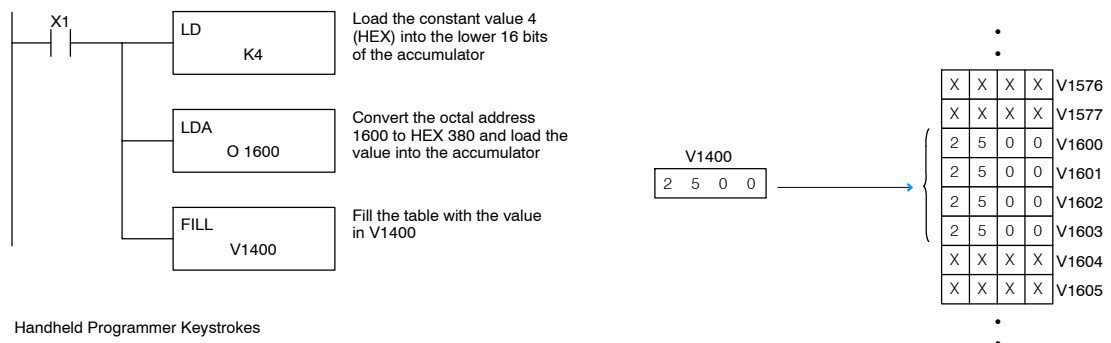 X1
LD
K4
Load the constant value 4
(HEX) into the lower 16 bits
of the accumulator
LDA
O 1600
Convert the octal address
1600 to HEX 380 and load the
value into the accumulator
FILL
V1400
Fill the table with the value
in V1400
Handheld Programmer Keystrokes
V1400
2 5 0 0
X X X X V1576
X X X X V1577
2 5 0 0 V1600
2 5 0 0 V1601
2 5 0 0 V1602
2 5 0 0 V1603
X X X X V1604
X X X X V1605